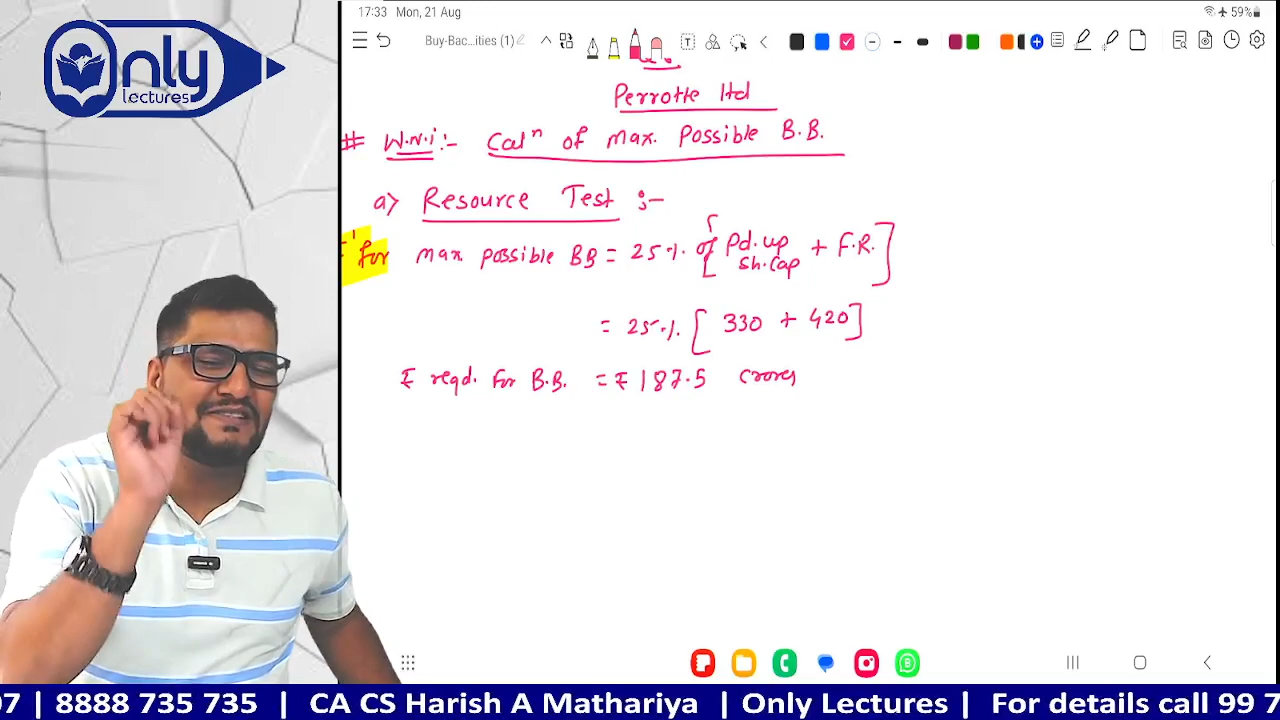 17:33 Mon, 21 Aug
59%
Only
lectures
Buy-Bac...ities (1)
Perrotte ltd
# W.N.1:- Calⁿ of max. Possible B.B.
a) Resource Test :-
for max possible BB = 25%. of [Pd.up sh.cap + F.R.]
= 25%. [330 + 420]
₹ reqd. for B.B. = ₹ 187.5 crores
97 | 8888 735 735 | CA CS Harish A Mathariya | Only Lectures | For details call 99 7